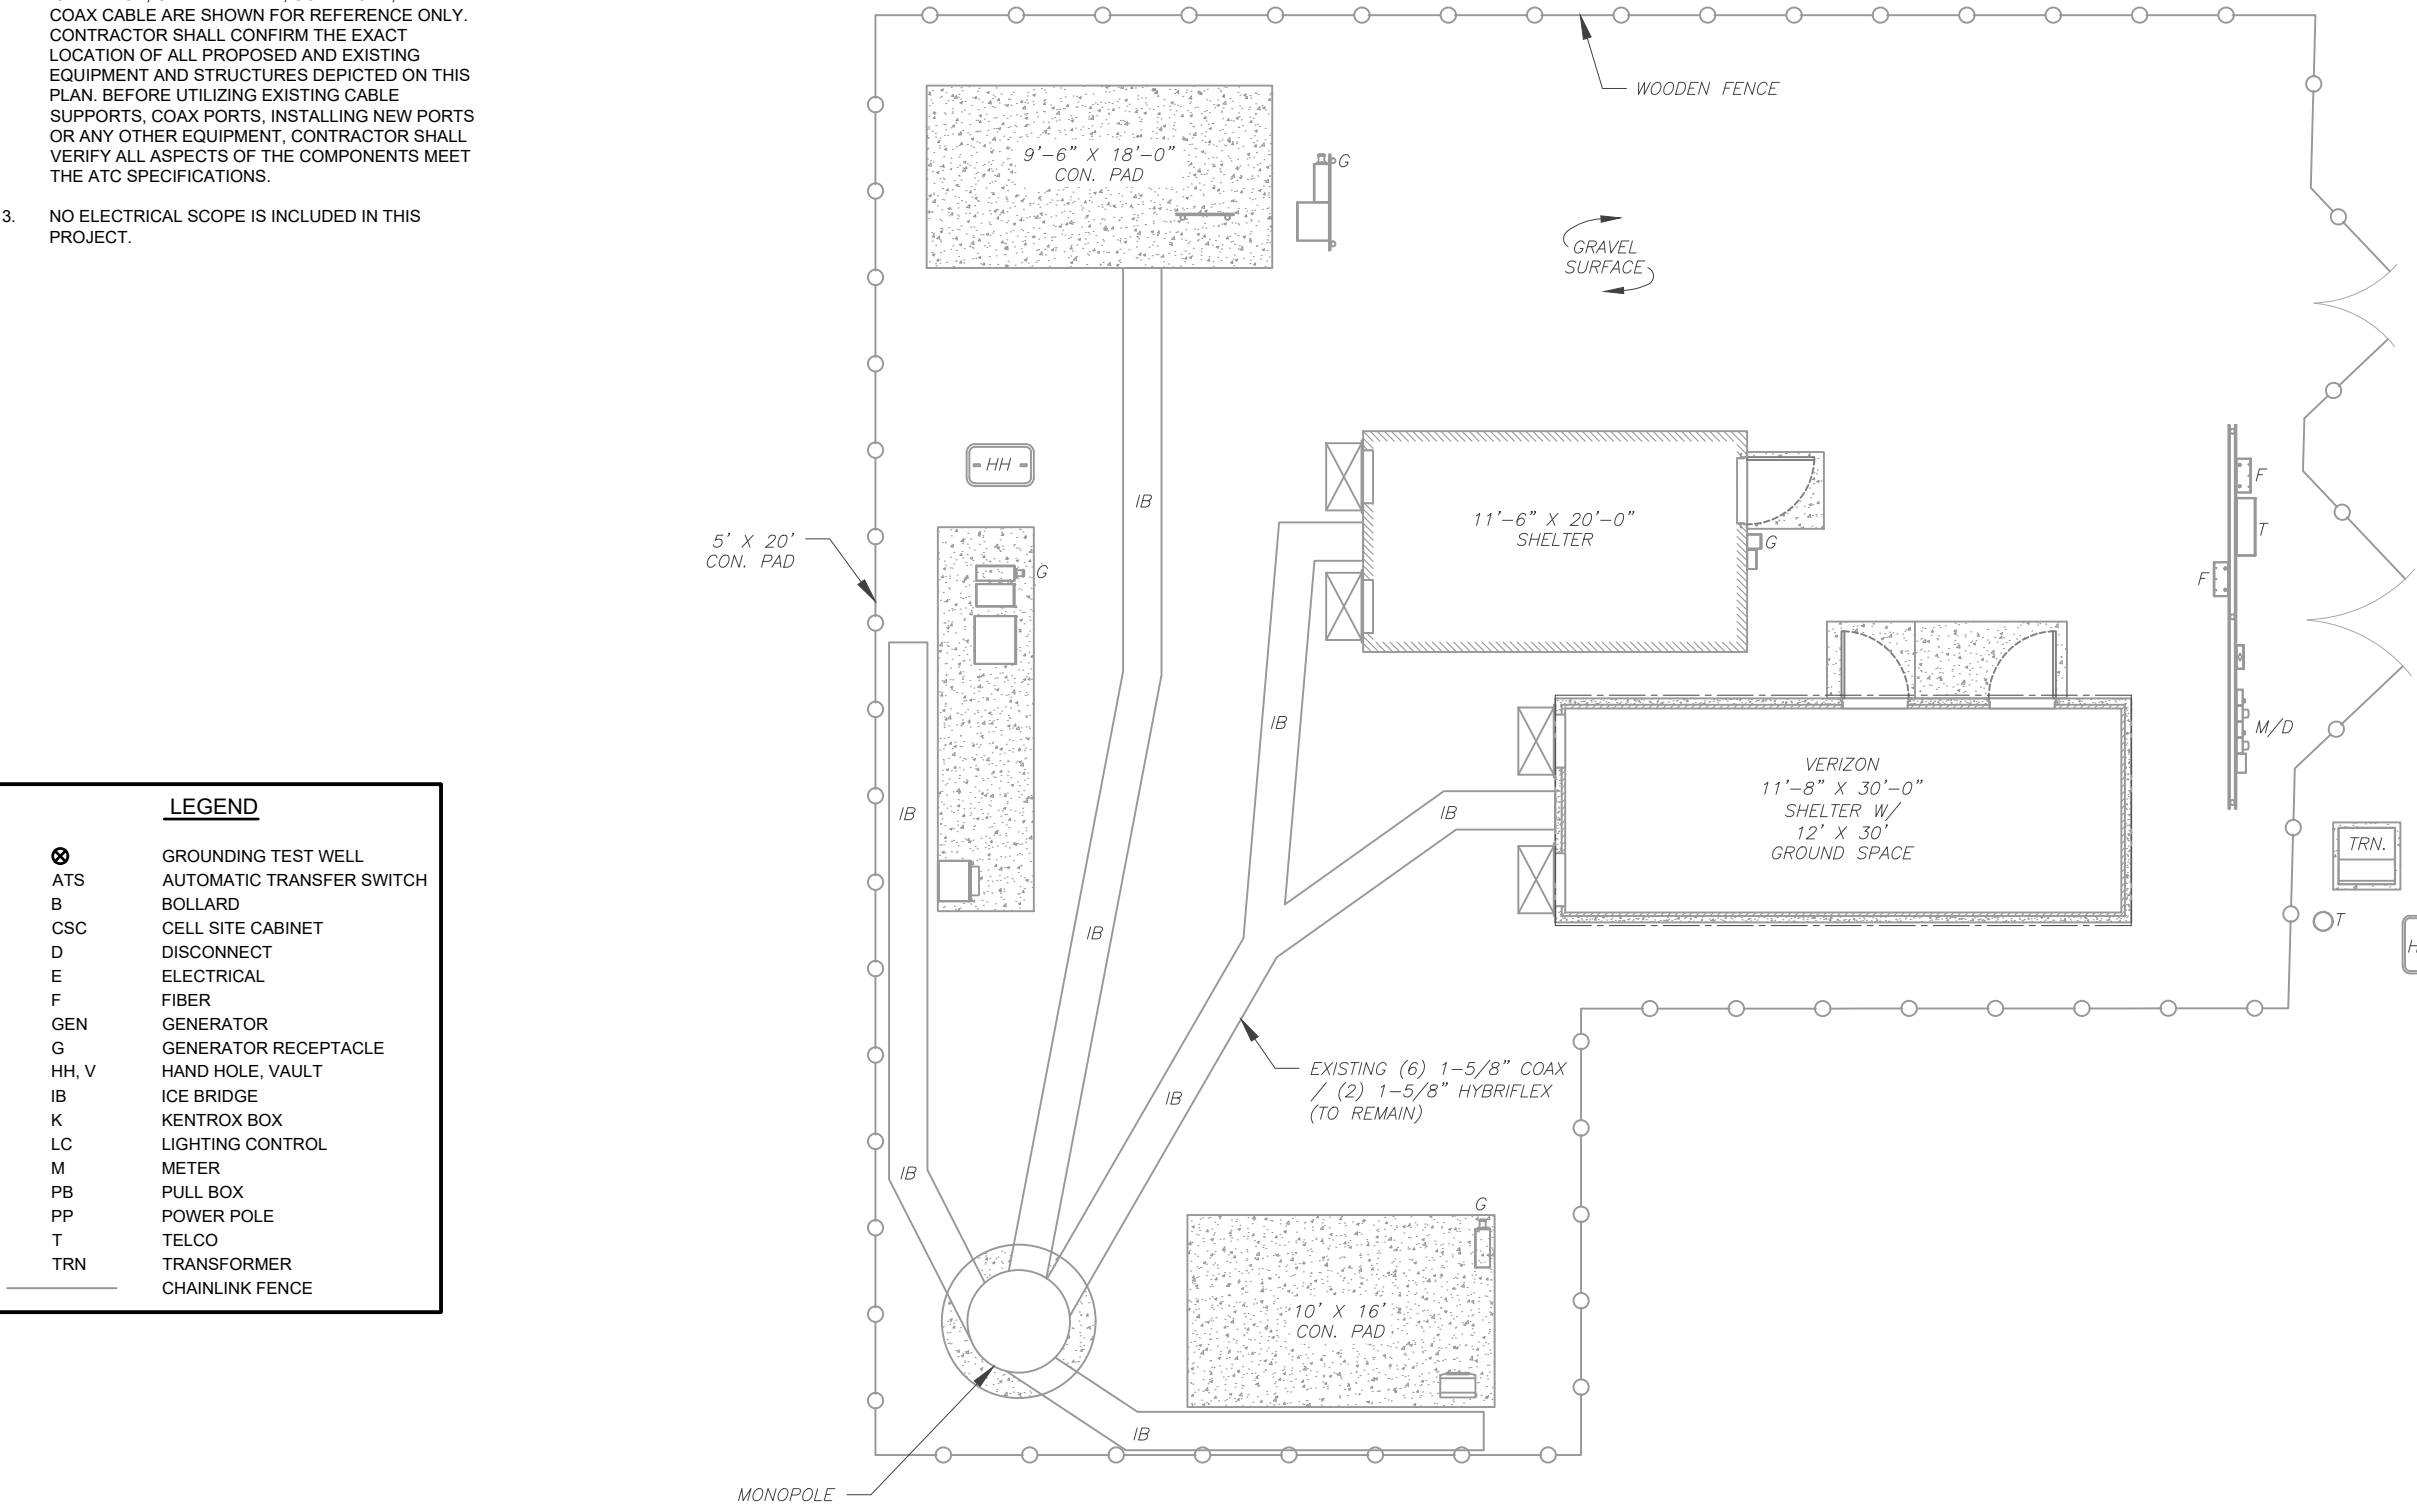 COAX CABLE ARE SHOWN FOR REFERENCE ONLY.
CONTRACTOR SHALL CONFIRM THE EXACT
LOCATION OF ALL PROPOSED AND EXISTING
EQUIPMENT AND STRUCTURES DEPICTED ON THIS
PLAN. BEFORE UTILIZING EXISTING CABLE
SUPPORTS, COAX PORTS, INSTALLING NEW PORTS
OR ANY OTHER EQUIPMENT, CONTRACTOR SHALL
VERIFY ALL ASPECTS OF THE COMPONENTS MEET
THE ATC SPECIFICATIONS.
3. NO ELECTRICAL SCOPE IS INCLUDED IN THIS
PROJECT.
LEGEND
GROUNDING TEST WELL
ATS AUTOMATIC TRANSFER SWITCH
B BOLLARD
CSC CELL SITE CABINET
D DISCONNECT
E ELECTRICAL
F FIBER
GEN GENERATOR
G GENERATOR RECEPTACLE
HH, V HAND HOLE, VAULT
IB ICE BRIDGE
K KENTROX BOX
LC LIGHTING CONTROL
M METER
PB PULL BOX
PP POWER POLE
T TELCO
TRN TRANSFORMER
CHAINLINK FENCE
WOODEN FENCE
9'-6" X 18'-0"
CON. PAD
G
GRAVEL
SURFACE
HH
IB
5' X 20'
CON. PAD
G
11'-6" X 20'-0"
SHELTER
G
F
T
F
M/D
IB
IB
IB
VERIZON
11'-8" X 30'-0"
SHELTER W/
12' X 30'
GROUND SPACE
TRN.
T
IB
EXISTING (6) 1-5/8" COAX
/ (2) 1-5/8" HYBRIFLEX
(TO REMAIN)
IB
IB
G
10' X 16'
CON. PAD
IB
MONOPOLE